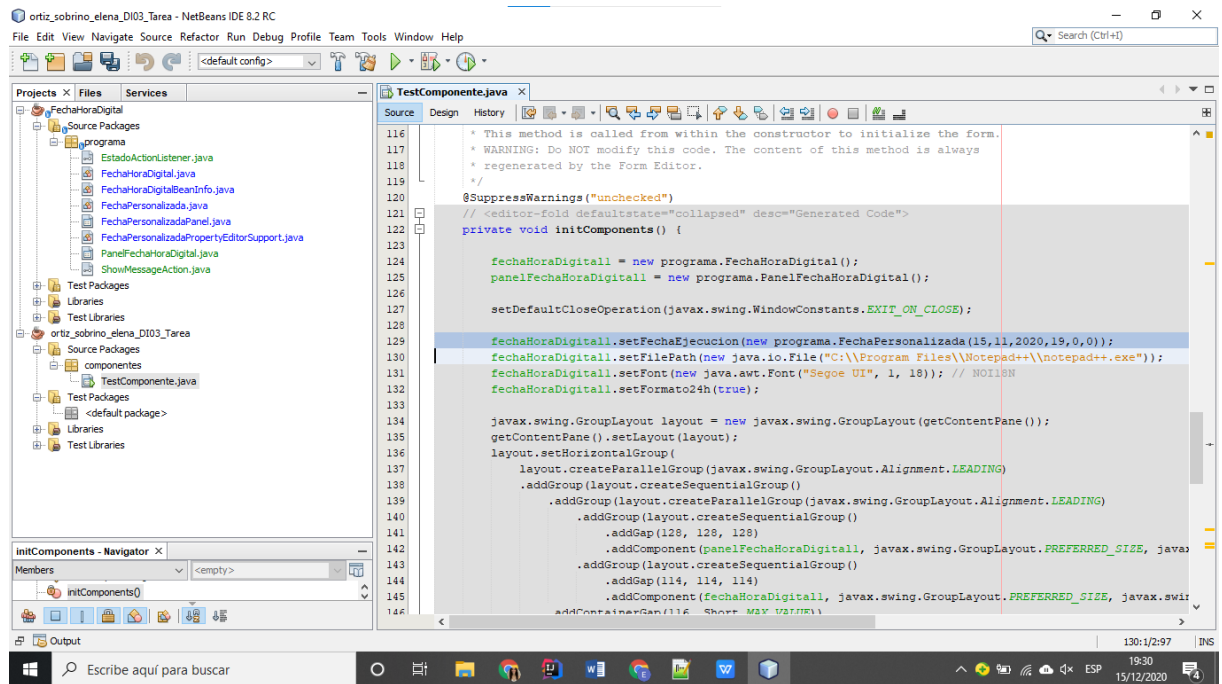 ortiz_sobrino_elena_DI03_Tarea - NetBeans IDE 8.2 RC
File Edit View Navigate Source Refactor Run Debug Profile Team Tools Window Help
Search (Ctrl+I)
<default config>
Projects Files Services
FechaHoraDigital
Source Packages
programa
EstadoActionListener.java
FechaHoraDigital.java
FechaHoraDigitalBeanInfo.java
FechaPersonalizada.java
FechaPersonalizadaPanel.java
FechaPersonalizadaPropertyEditorSupport.java
PanelFechaHoraDigital.java
ShowMessageAction.java
Test Packages
Libraries
Test Libraries
ortiz_sobrino_elena_DI03_Tarea
Source Packages
componentes
TestComponente.java
Test Packages
<default package>
Libraries
Test Libraries
initComponents - Navigator
Members <empty>
initComponents()
TestComponente.java
Source Design History
116 * This method is called from within the constructor to initialize the form.
117 * WARNING: Do NOT modify this code. The content of this method is always
118 * regenerated by the Form Editor.
119 */
120 @SuppressWarnings("unchecked")
121 // <editor-fold defaultstate="collapsed" desc="Generated Code">
122 private void initComponents() {
123
124 fechaHoraDigital1 = new programa.FechaHoraDigital();
125 panelFechaHoraDigital1 = new programa.PanelFechaHoraDigital();
126
127 setDefaultCloseOperation(javax.swing.WindowConstants.EXIT_ON_CLOSE);
128
129 fechaHoraDigital1.setFechaEjecucion(new programa.FechaPersonalizada(15,11,2020,19,0,0));
130 fechaHoraDigital1.setFilePath(new java.io.File("C:\\Program Files\\Notepad++\\notepad++.exe"));
131 fechaHoraDigital1.setFont(new java.awt.Font("Segoe UI", 1, 18)); // NOI18N
132 fechaHoraDigital1.setFormato24h(true);
133
134 javax.swing.GroupLayout layout = new javax.swing.GroupLayout(getContentPane());
135 getContentPane().setLayout(layout);
136 layout.setHorizontalGroup(
137 layout.createParallelGroup(javax.swing.GroupLayout.Alignment.LEADING)
138 .addGroup(layout.createSequentialGroup()
139 .addGroup(layout.createParallelGroup(javax.swing.GroupLayout.Alignment.LEADING)
140 .addGroup(layout.createSequentialGroup()
141 .addGap(128, 128, 128)
142 .addComponent(panelFechaHoraDigital1, javax.swing.GroupLayout.PREFERRED_SIZE, javax
143 .addGroup(layout.createSequentialGroup()
144 .addGap(114, 114, 114)
145 .addComponent(fechaHoraDigital1, javax.swing.GroupLayout.PREFERRED_SIZE, javax.swin
146 .addContainerGap(116, Short.MAX_VALUE))
Output
130:1/2:97 INS
Escribe aquí para buscar
ESP
19:30
15/12/2020
4